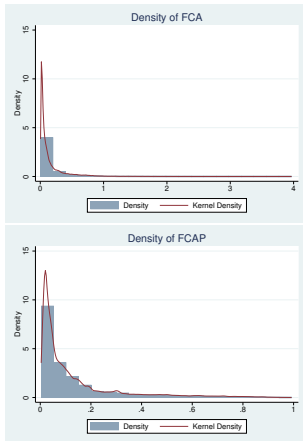 Density of FCA
15
10
5
0
Density
0 1 2 3 4
Density Kernel Density
Density of FCAP
15
10
5
0
Density
0 .2 .4 .6 .8 1
Density Kernel Density